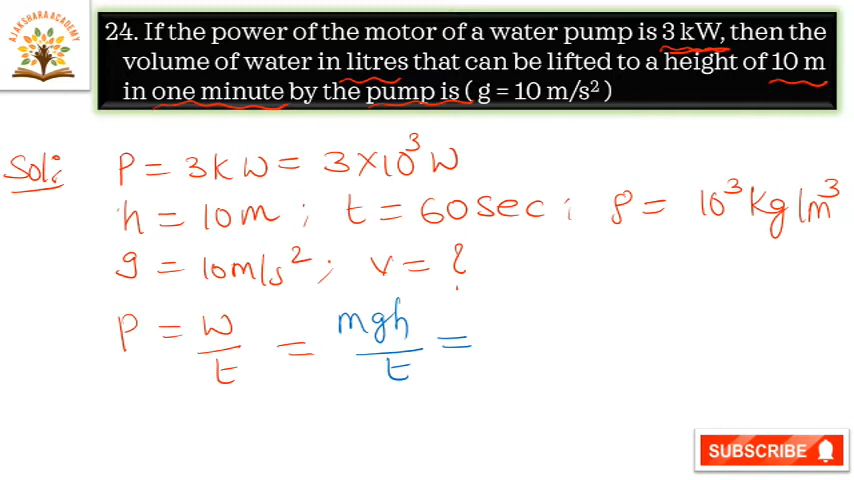 AJAKSHARA ACADEMY
24. If the power of the motor of a water pump is 3 kW, then the
volume of water in litres that can be lifted to a height of 10 m
in one minute by the pump is ( g = 10 m/s² )
Sol:
P = 3KW = 3×10³ W
h = 10m ; t = 60sec ; ρ = 10³ Kg/m³
g = 10m/s² ; v = ?
P = W/t = mgh/t =
SUBSCRIBE